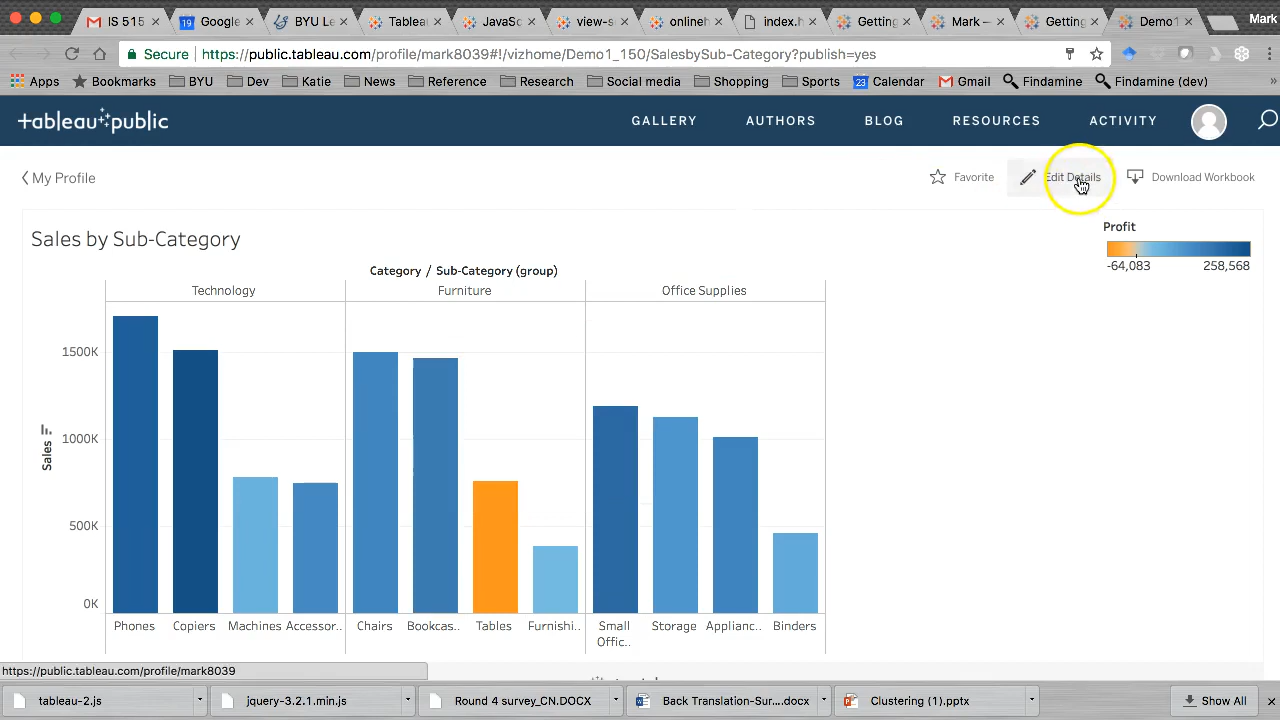 IS 515
Google
BYU Le
Tablea
JavaSc
view-s
onlineh
index.h
Getting
Mark —
Getting
Demo 1
Mark
Secure
https://public.tableau.com/profile/mark8039#!/vizhome/Demo1_150/SalesbySub-Category?publish=yes
Apps
Bookmarks
BYU
Dev
Katie
News
Reference
Research
Social media
Shopping
Sports
23 Calendar
Gmail
Findamine
Findamine (dev)
»
tableau public
GALLERY
AUTHORS
BLOG
RESOURCES
ACTIVITY
My Profile
Favorite
Edit Details
Download Workbook
Sales by Sub-Category
Profit
-64,083 258,568
Category / Sub-Category (group)
Technology Furniture Office Supplies
Sales
1500K
1000K
500K
0K
Phones Copiers Machines Accessor.. Chairs Bookcas.. Tables Furnishi.. Small Offic.. Storage Applianc.. Binders
https://public.tableau.com/profile/mark8039
tableau-2.js
jquery-3.2.1.min.js
Round 4 survey_CN.DOCX
Back Translation-Sur....docx
Clustering (1).pptx
Show All